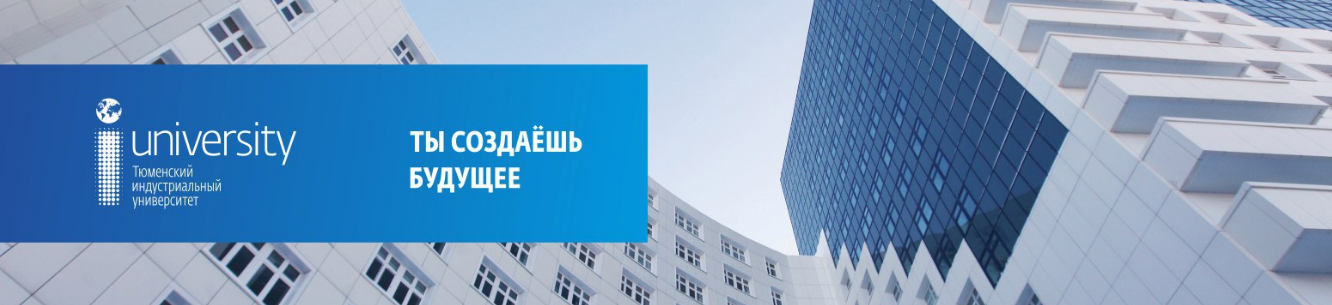 university
Тюменский
индустриальный
университет
ТЫ СОЗДАЁШЬ
БУДУЩЕЕ